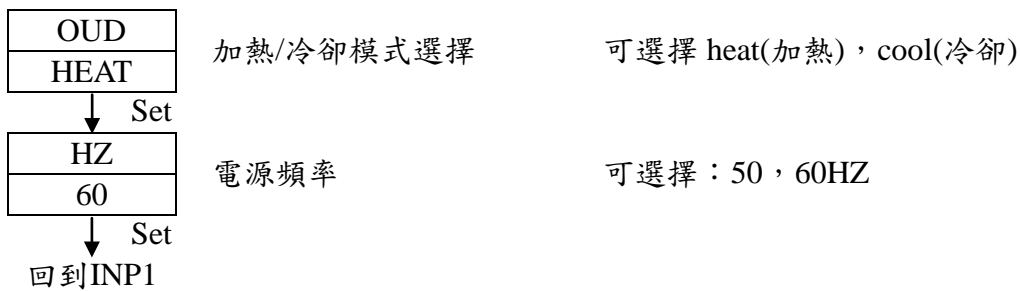 OUD
HEAT
加熱/冷卻模式選擇
可選擇 heat(加熱)，cool(冷卻)
Set
HZ
60
電源頻率
可選擇：50，60HZ
Set
回到INP1